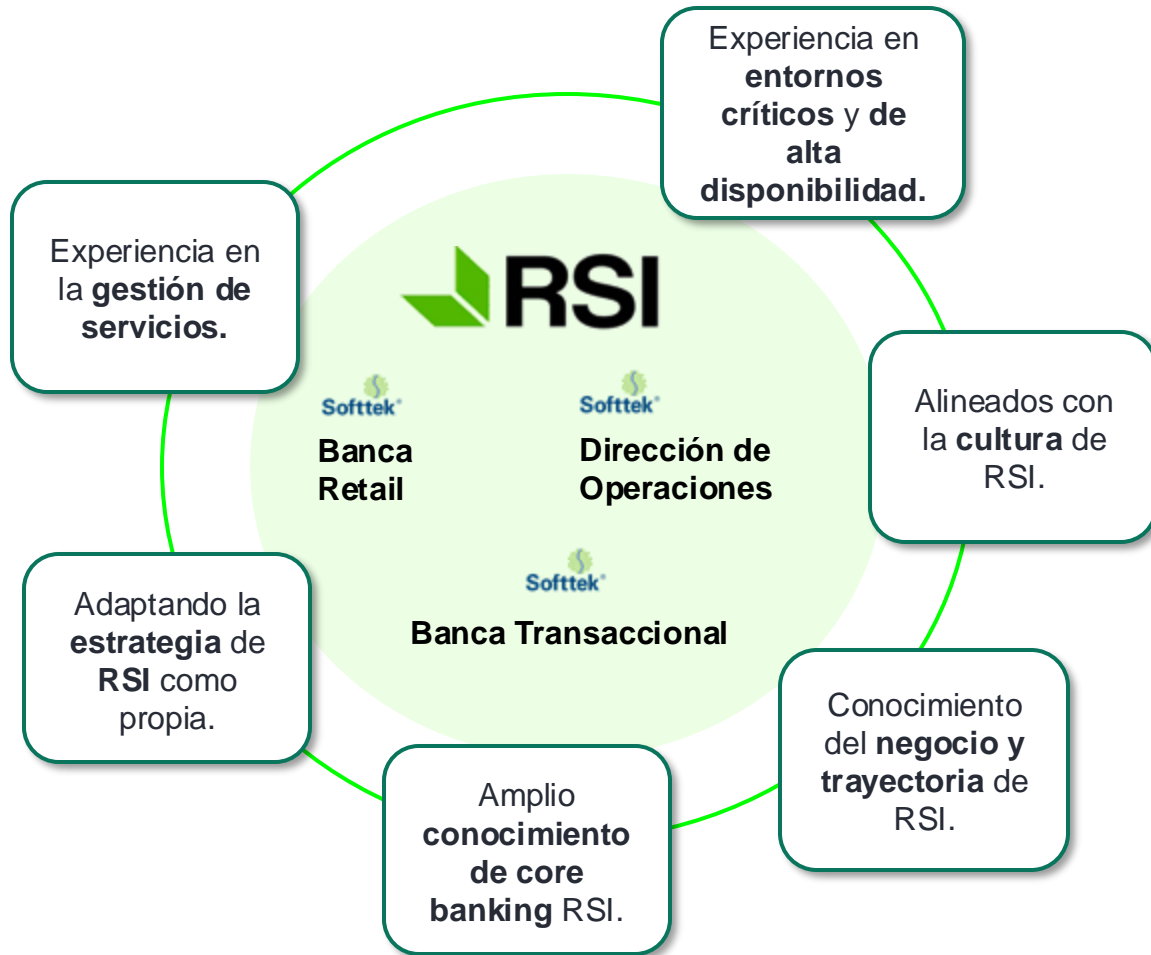 Experiencia en
entornos
críticos y de
alta
disponibilidad.
Experiencia en
la gestión de
servicios.
RSI
Softtek®
Softtek®
Banca
Retail
Dirección de
Operaciones
Alineados con
la cultura de
RSI.
Softtek®
Banca Transaccional
Adaptando la
estrategia de
RSI como
propia.
Conocimiento
del negocio y
trayectoria de
RSI.
Amplio
conocimiento
de core
banking RSI.